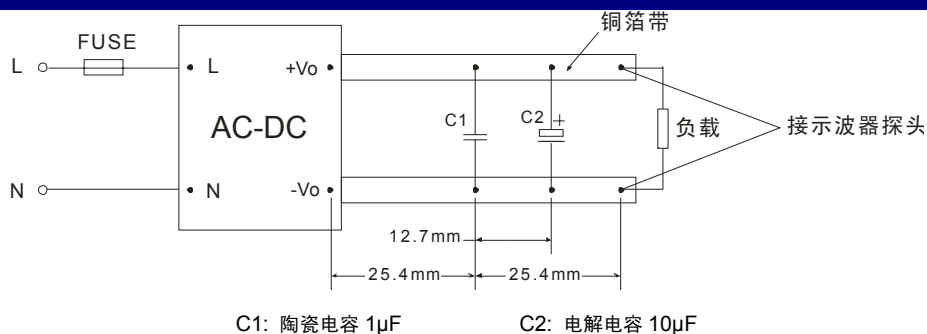 铜箔带
FUSE
L
L
+Vo
AC-DC
C1
C2
+
负载
接示波器探头
N
N
-Vo
12.7mm
25.4mm
25.4mm
C1: 陶瓷电容 1μF
C2: 电解电容 10μF